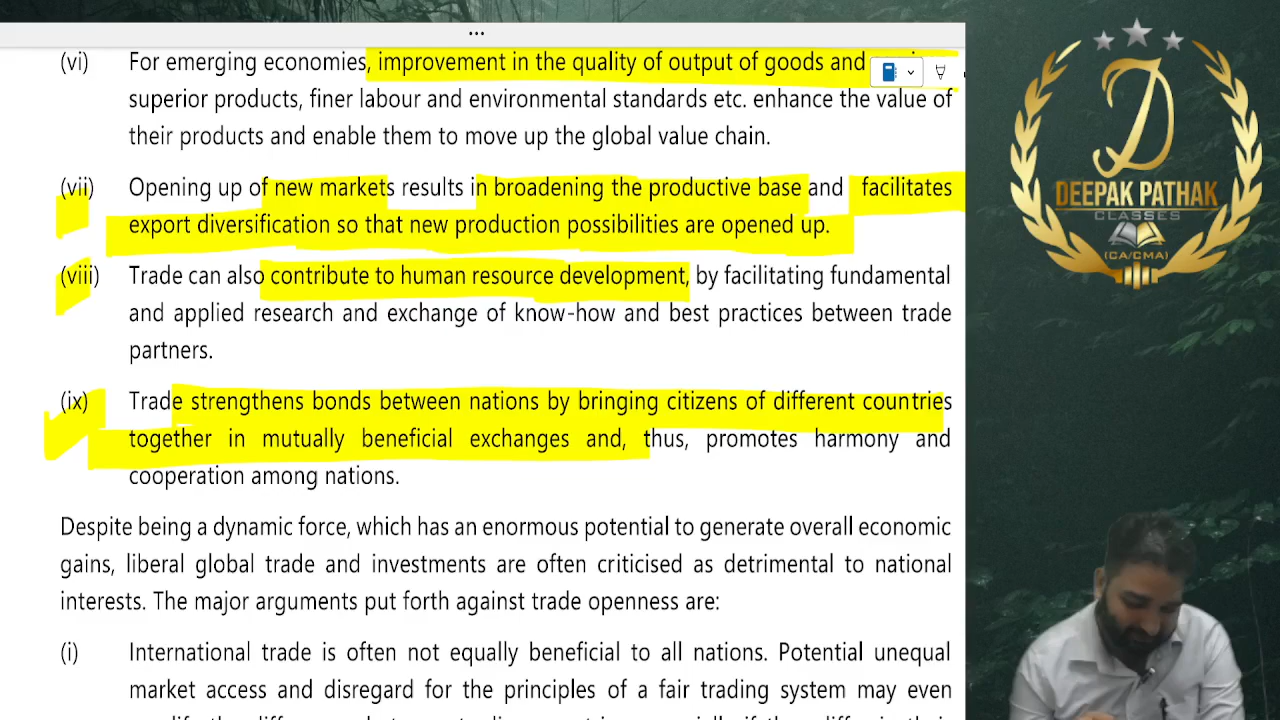 ...
(vi) For emerging economies, improvement in the quality of output of goods and
superior products, finer labour and environmental standards etc. enhance the value of
their products and enable them to move up the global value chain.
(vii) Opening up of new markets results in broadening the productive base and facilitates
export diversification so that new production possibilities are opened up.
(viii) Trade can also contribute to human resource development, by facilitating fundamental
and applied research and exchange of know-how and best practices between trade
partners.
(ix) Trade strengthens bonds between nations by bringing citizens of different countries
together in mutually beneficial exchanges and, thus, promotes harmony and
cooperation among nations.
Despite being a dynamic force, which has an enormous potential to generate overall economic
gains, liberal global trade and investments are often criticised as detrimental to national
interests. The major arguments put forth against trade openness are:
(i) International trade is often not equally beneficial to all nations. Potential unequal
market access and disregard for the principles of a fair trading system may even
D
DEEPAK PATHAK
CLASSES
(CA/CMA)